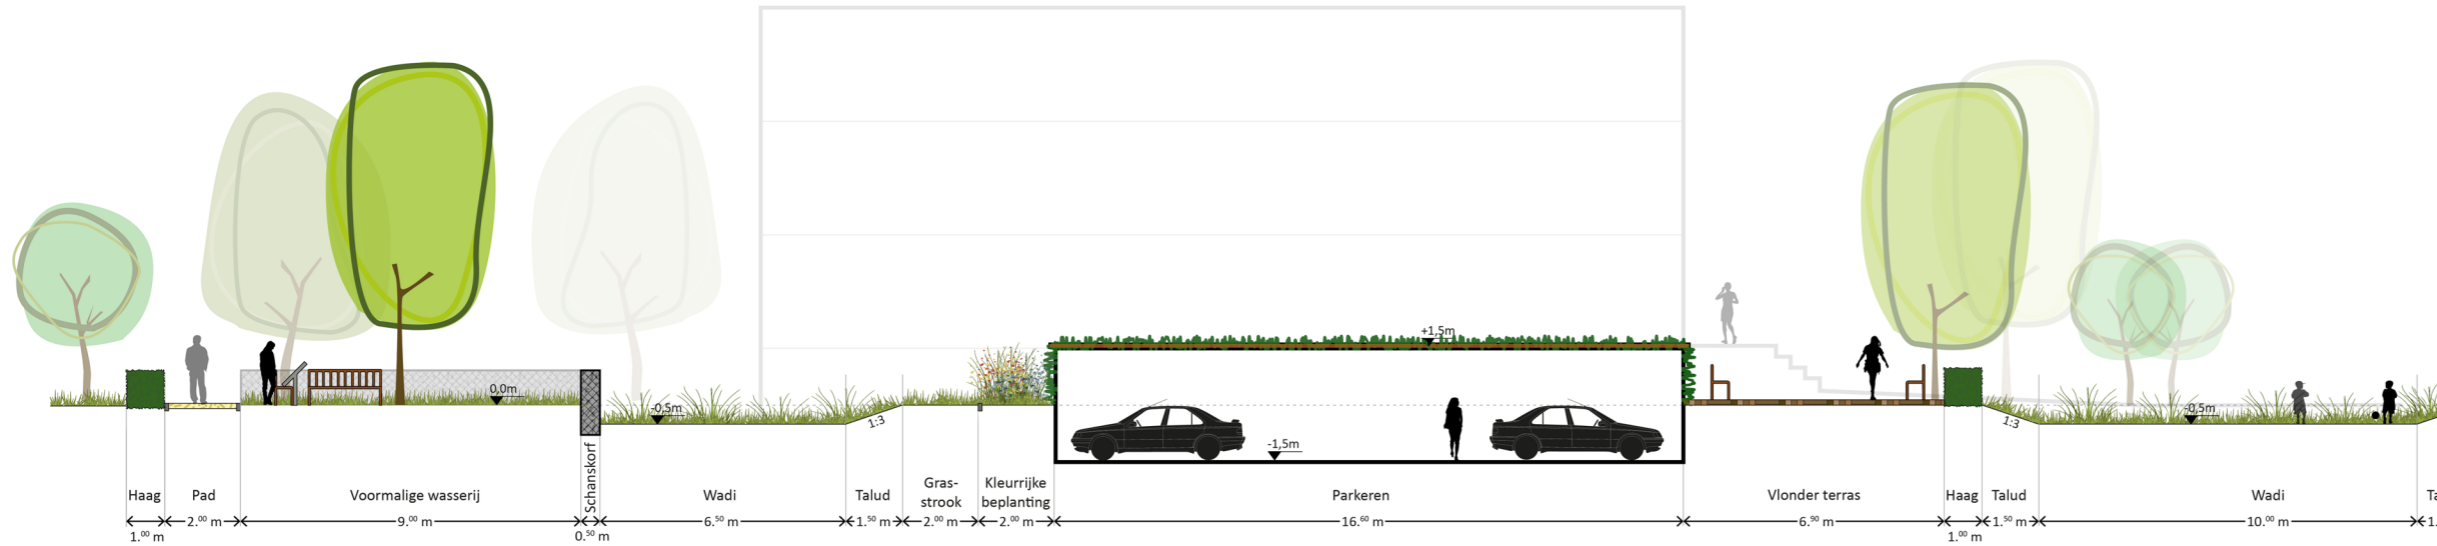 +1,5m
0,0m
-0,5m
1:3
-1,5m
-0,5m
1:3
Schanskorf
Haag
Pad
Voormalige wasserij
Wadi
Talud
Gras-
strook
Kleurrijke
beplanting
Parkeren
Vlonder terras
Haag
Talud
Wadi
Ta
1.⁰⁰ m
2.⁰⁰ m
9.⁰⁰ m
0.⁵⁰ m
6.⁵⁰ m
1.⁵⁰ m
2.⁰⁰ m
2.⁰⁰ m
16.⁶⁰ m
6.⁹⁰ m
1.⁰⁰ m
1.⁵⁰ m
10.⁰⁰ m
1.